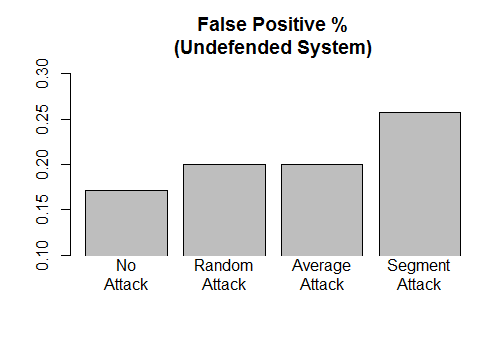 False Positive %
(Undefended System)
0.30
0.25
0.20
0.15
0.10
No
Attack
Random
Attack
Average
Attack
Segment
Attack